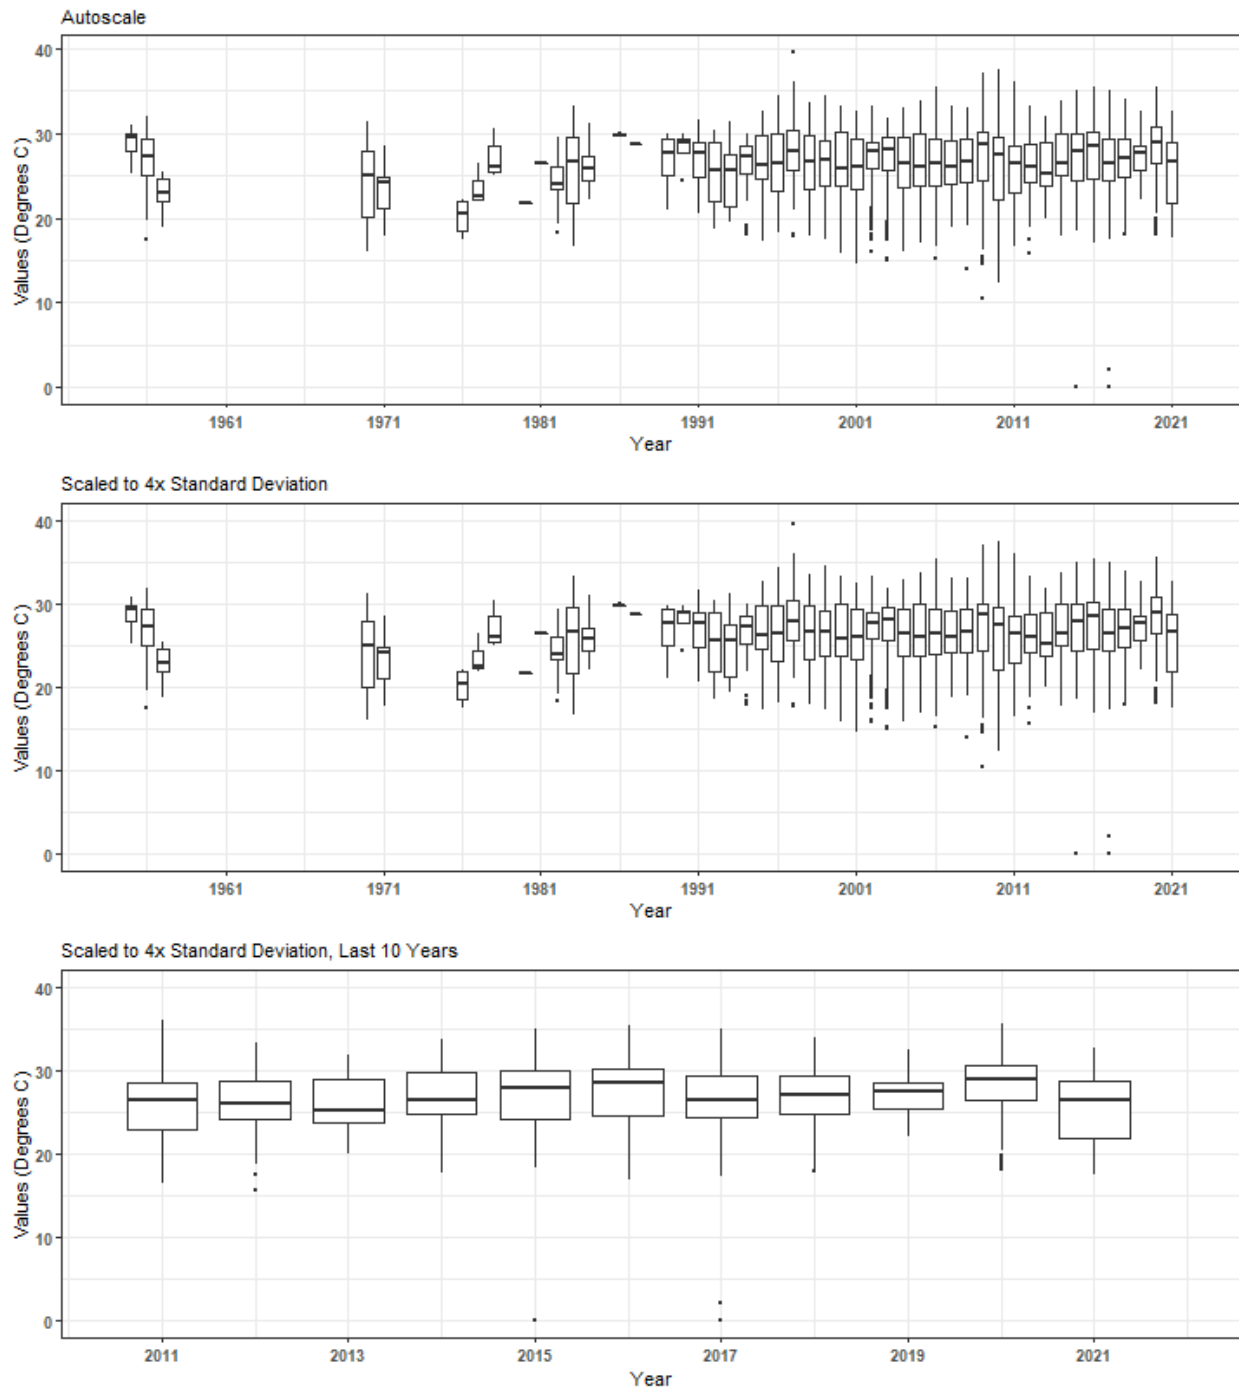 Autoscale
40
30
20
10
0
Values (Degrees C)
1961 1971 1981 1991 2001 2011 2021
Year
Scaled to 4x Standard Deviation
40
30
20
10
0
Values (Degrees C)
1961 1971 1981 1991 2001 2011 2021
Year
Scaled to 4x Standard Deviation, Last 10 Years
40
30
20
10
0
Values (Degrees C)
2011 2013 2015 2017 2019 2021
Year